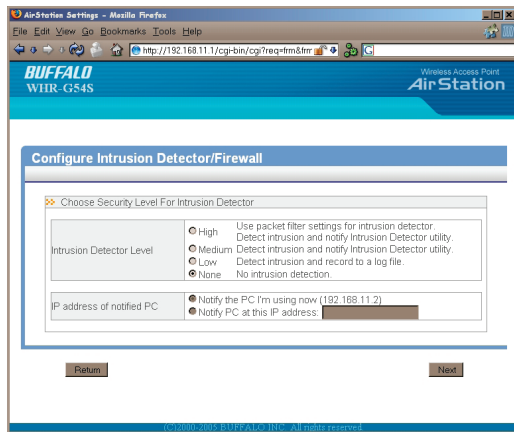 AirStation Settings - Mozilla Firefox
File Edit View Go Bookmarks Tools Help
http://192.168.11.1/cgi-bin/cgi?req=frm&frm
G
BUFFALO
WHR-G54S
Wireless Access Point
AirStation
Configure Intrusion Detector/Firewall
Choose Security Level For Intrusion Detector
Intrusion Detector Level
High Use packet filter settings for intrusion detector.
Detect intrusion and notify Intrusion Detector utility.
Medium Detect intrusion and notify Intrusion Detector utility.
Low Detect intrusion and record to a log file.
None No intrusion detection.
IP address of notified PC
Notify the PC I'm using now (192.168.11.2)
Notify PC at this IP address:
Return Next
(C)2000-2005 BUFFALO INC. All rights reserved.